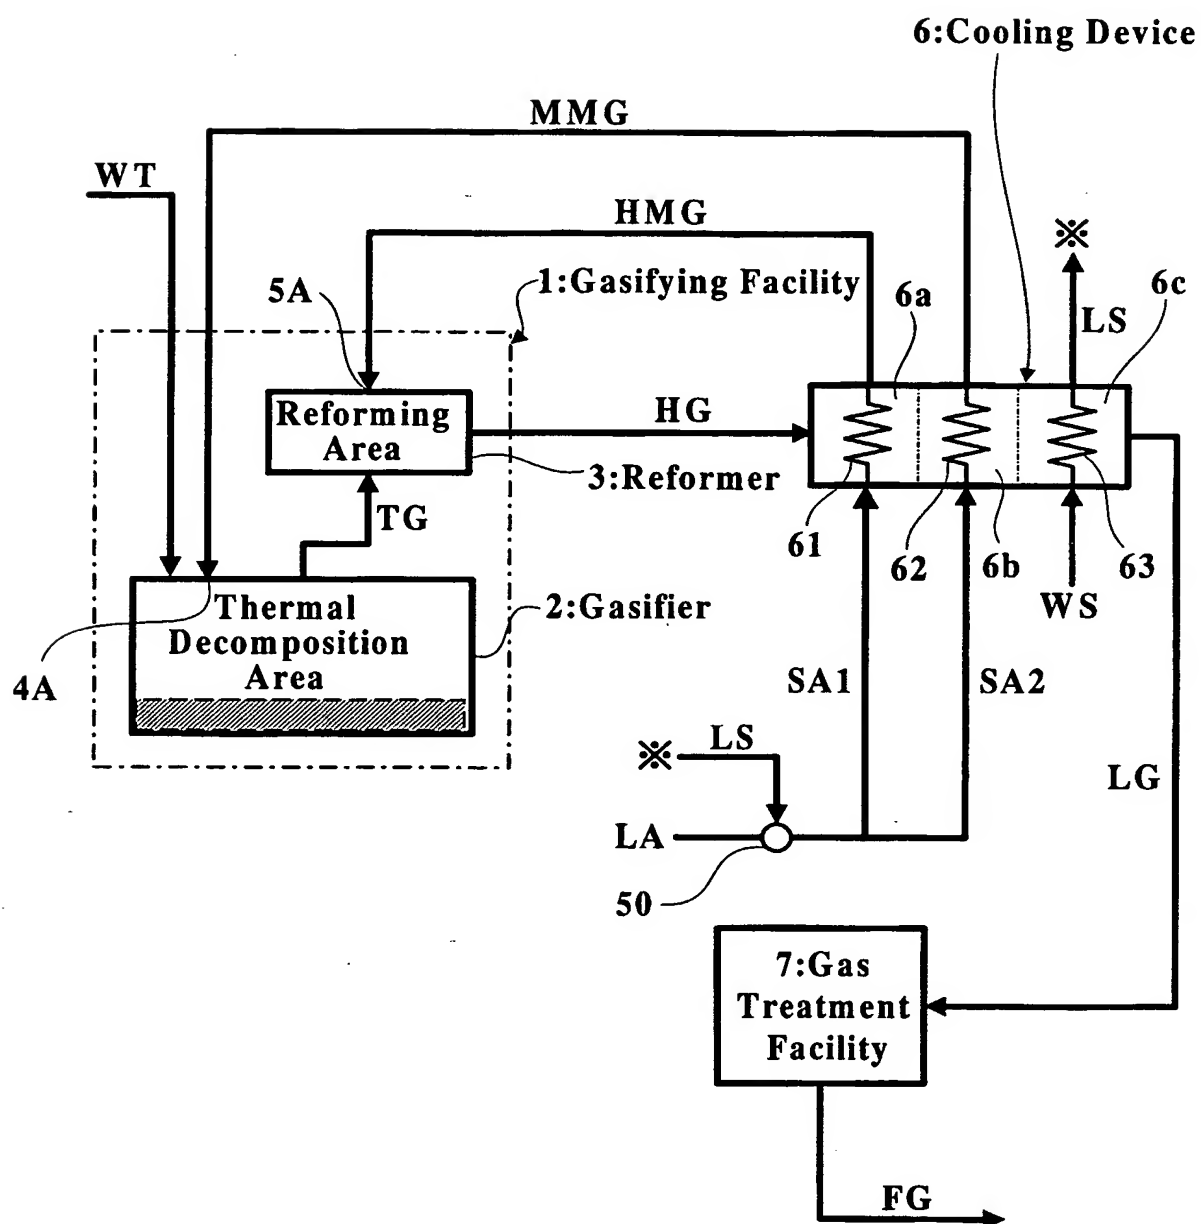 6:Cooling Device
MMG
WT
HMG
※
1:Gasifying Facility
5A
6a
LS
6c
Reforming
Area
HG
3:Reformer
TG
61
62
6b
63
WS
Thermal
Decomposition
Area
2:Gasifier
4A
SA1
SA2
※
LS
LG
LA
50
7:Gas
Treatment
Facility
FG